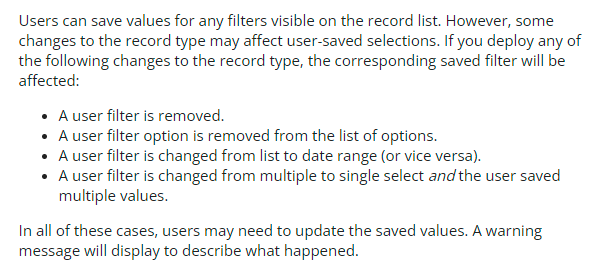 Users can save values for any filters visible on the record list. However, some
changes to the record type may affect user-saved selections. If you deploy any of
the following changes to the record type, the corresponding saved filter will be
affected:
• A user filter is removed.
• A user filter option is removed from the list of options.
• A user filter is changed from list to date range (or vice versa).
• A user filter is changed from multiple to single select and the user saved
multiple values.
In all of these cases, users may need to update the saved values. A warning
message will display to describe what happened.